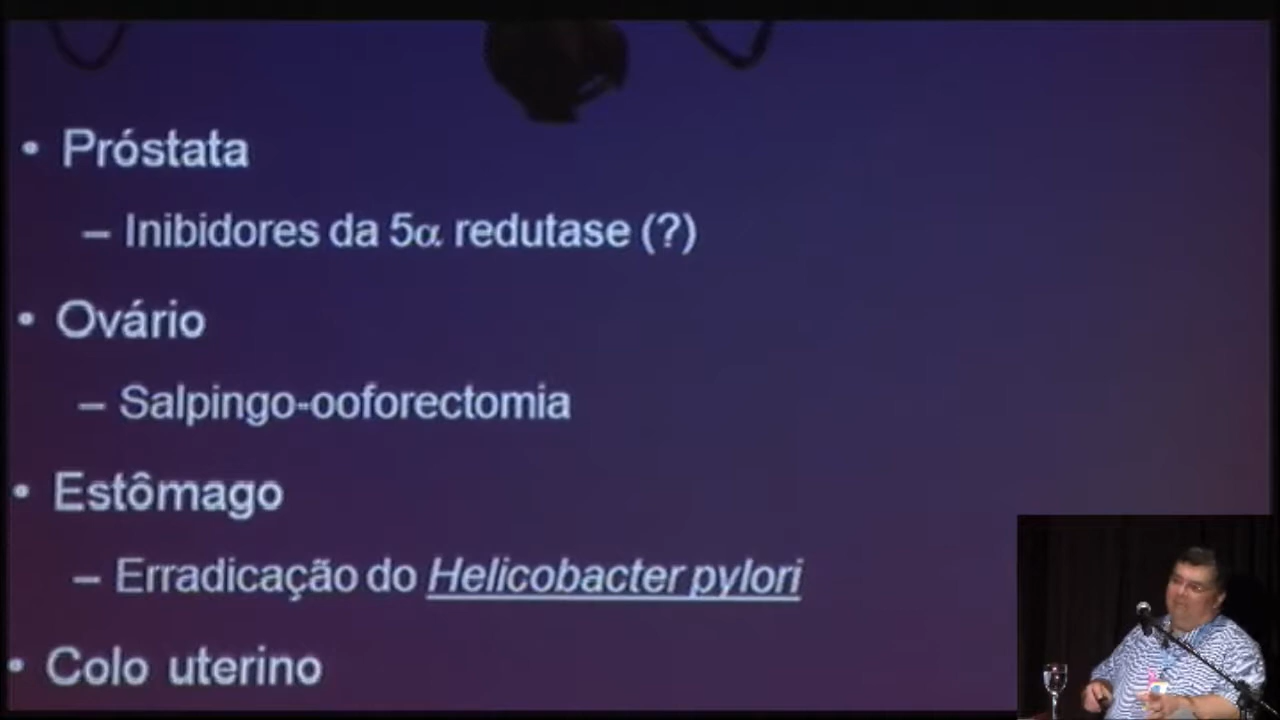 • Próstata
– Inibidores da 5α redutase (?)
• Ovário
– Salpingo-ooforectomia
• Estômago
– Erradicação do Helicobacter pylori
• Colo uterino